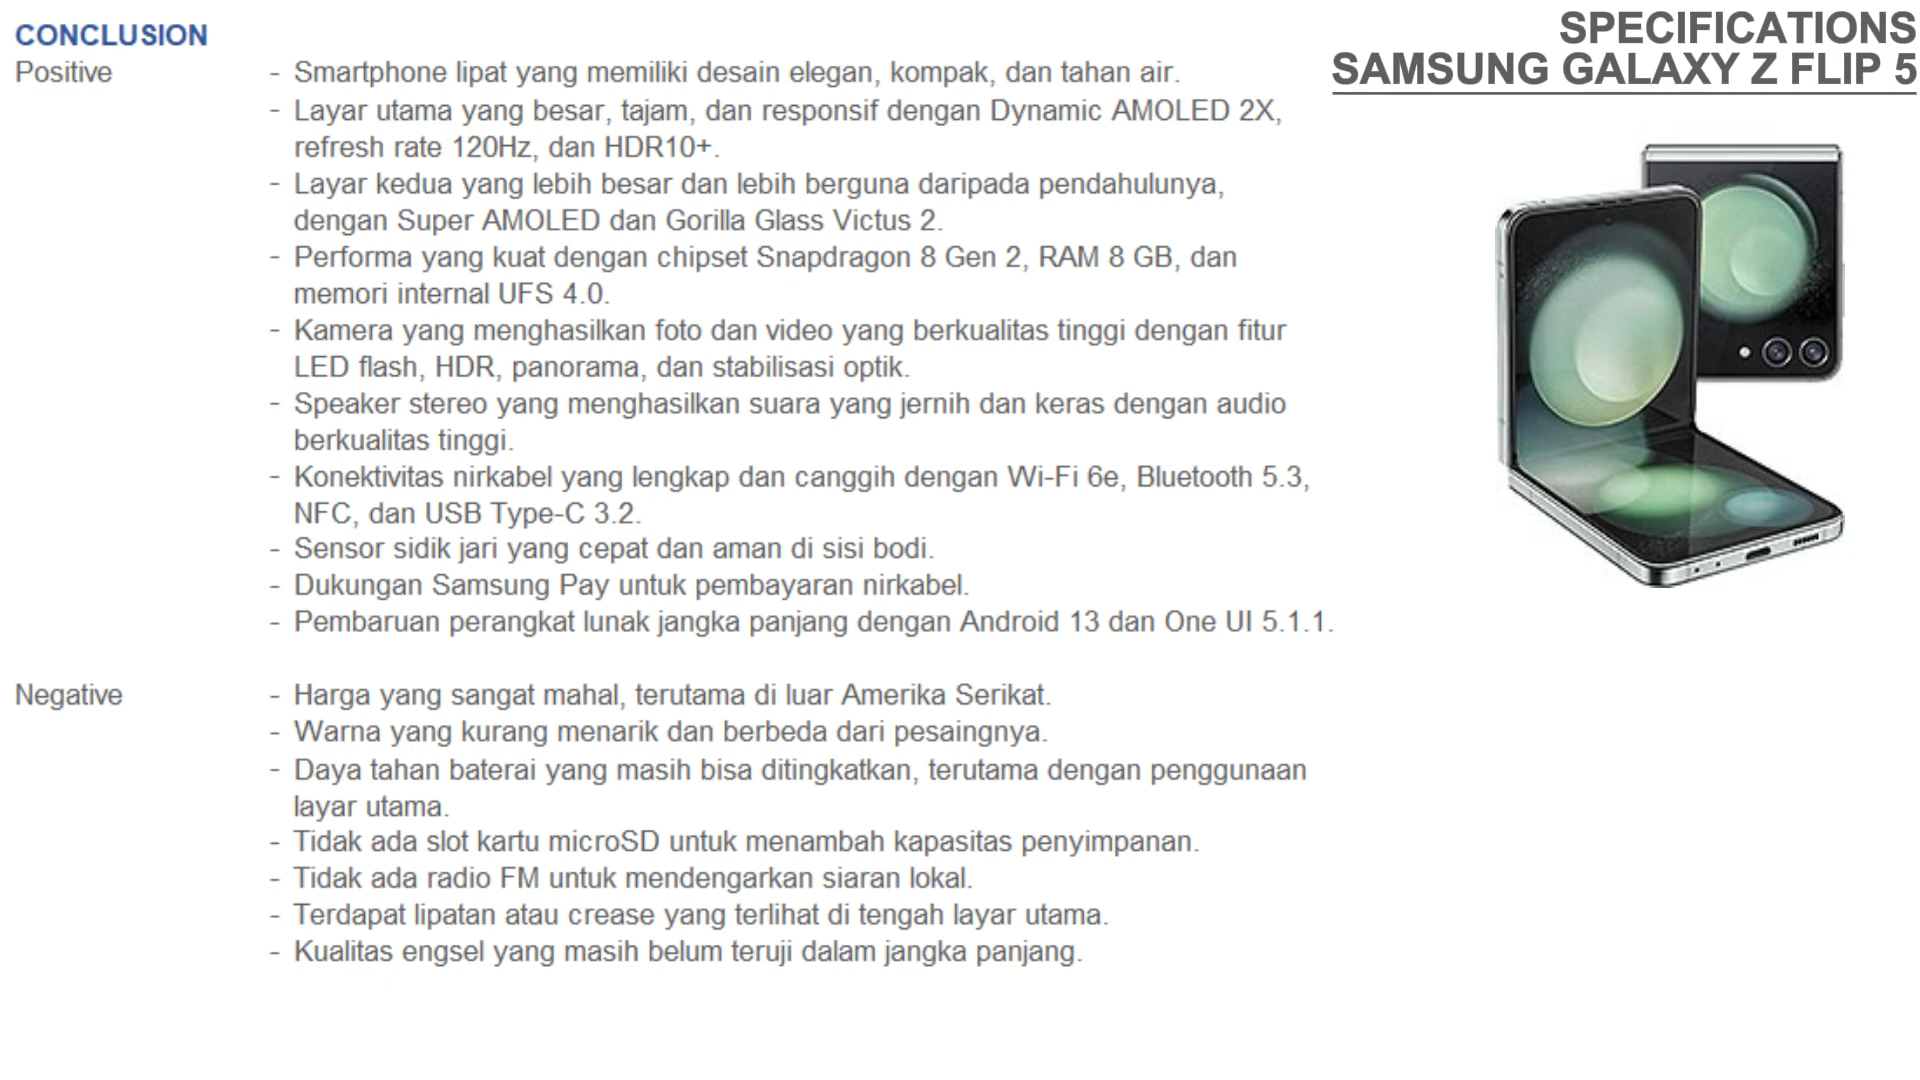 SPECIFICATIONS
SAMSUNG GALAXY Z FLIP 5
CONCLUSION
Positive
- Smartphone lipat yang memiliki desain elegan, kompak, dan tahan air.
- Layar utama yang besar, tajam, dan responsif dengan Dynamic AMOLED 2X,
refresh rate 120Hz, dan HDR10+.
- Layar kedua yang lebih besar dan lebih berguna daripada pendahulunya,
dengan Super AMOLED dan Gorilla Glass Victus 2.
- Performa yang kuat dengan chipset Snapdragon 8 Gen 2, RAM 8 GB, dan
memori internal UFS 4.0.
- Kamera yang menghasilkan foto dan video yang berkualitas tinggi dengan fitur
LED flash, HDR, panorama, dan stabilisasi optik.
- Speaker stereo yang menghasilkan suara yang jernih dan keras dengan audio
berkualitas tinggi.
- Konektivitas nirkabel yang lengkap dan canggih dengan Wi-Fi 6e, Bluetooth 5.3,
NFC, dan USB Type-C 3.2.
- Sensor sidik jari yang cepat dan aman di sisi bodi.
- Dukungan Samsung Pay untuk pembayaran nirkabel.
- Pembaruan perangkat lunak jangka panjang dengan Android 13 dan One UI 5.1.1.
Negative
- Harga yang sangat mahal, terutama di luar Amerika Serikat.
- Warna yang kurang menarik dan berbeda dari pesaingnya.
- Daya tahan baterai yang masih bisa ditingkatkan, terutama dengan penggunaan
layar utama.
- Tidak ada slot kartu microSD untuk menambah kapasitas penyimpanan.
- Tidak ada radio FM untuk mendengarkan siaran lokal.
- Terdapat lipatan atau crease yang terlihat di tengah layar utama.
- Kualitas engsel yang masih belum teruji dalam jangka panjang.